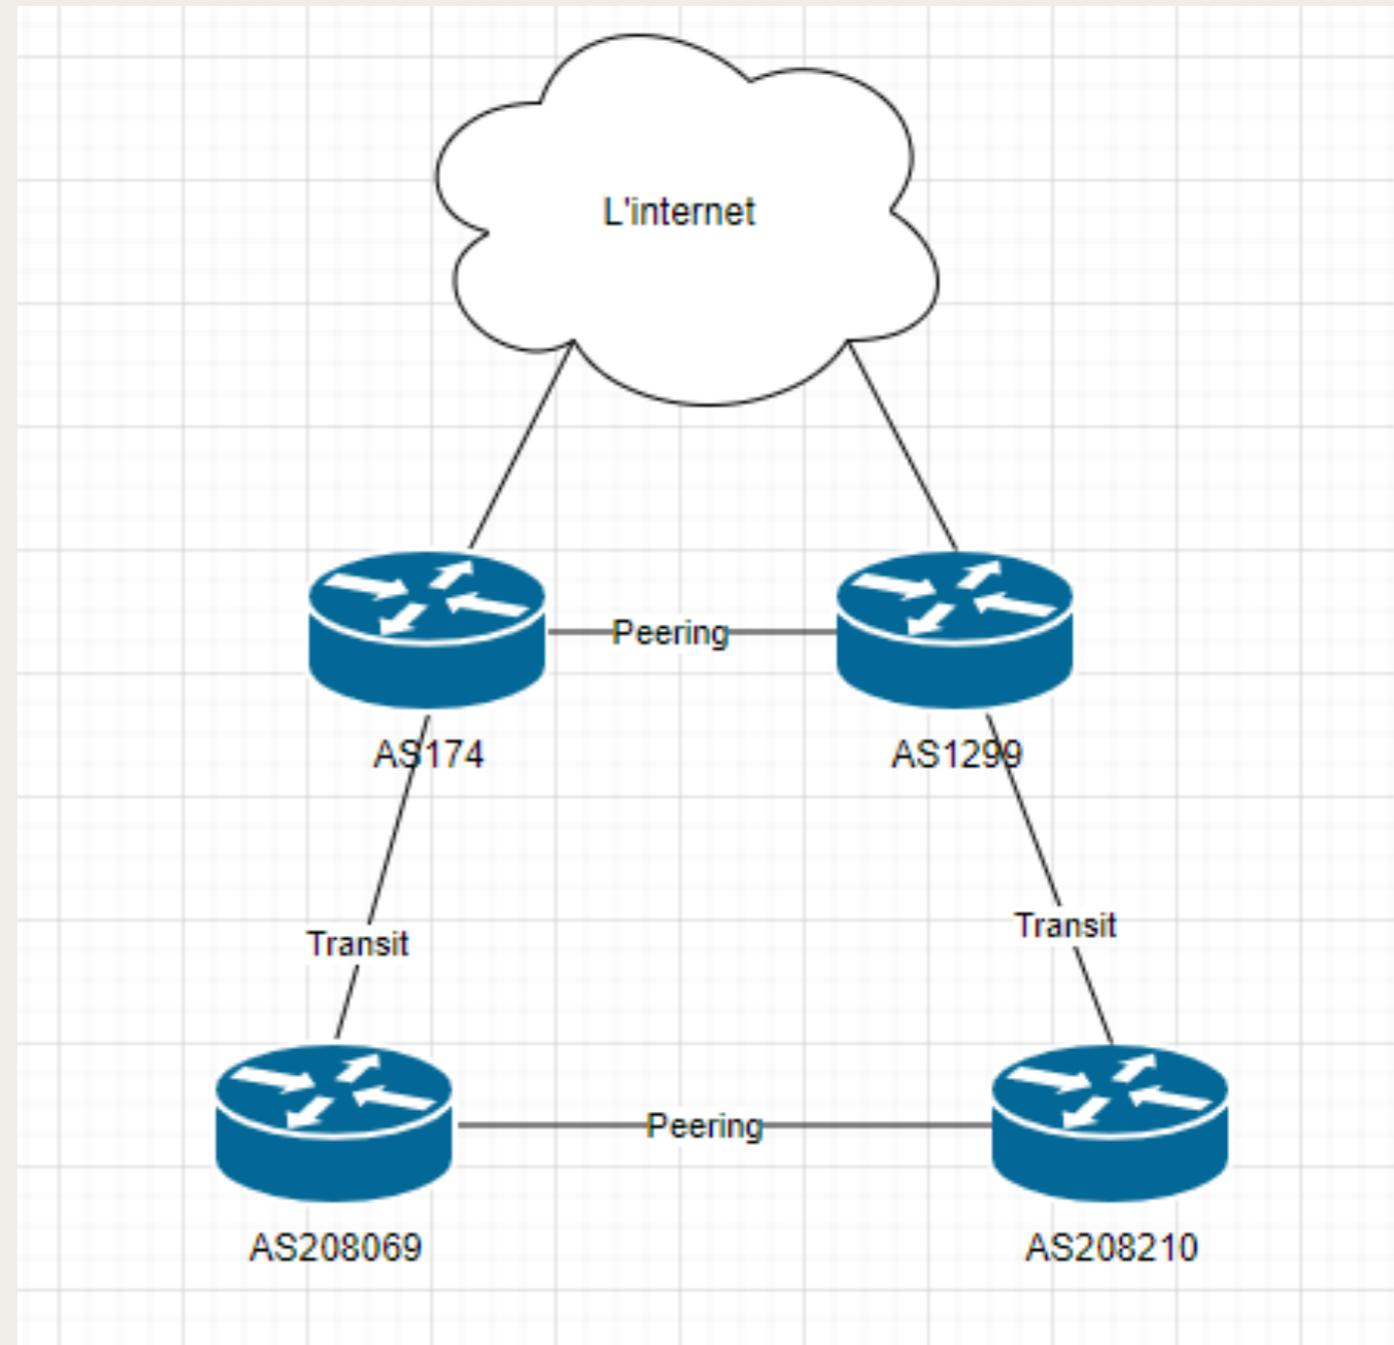 L'internet
Peering
AS174
AS1299
Transit
Transit
Peering
AS208069
AS208210